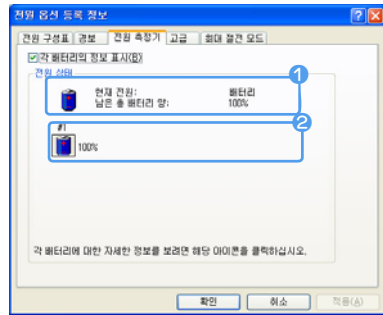 전원 옵션 등록 정보
전원 구성표 경보 전원 측정기 고급 최대 절전 모드
각 배터리의 정보 표시(B)
전원 상태
1
현재 전원: 배터리
남은 총 배터리 양: 100%
2
#1
100%
각 배터리에 대한 자세한 정보를 보려면 해당 아이콘을 클릭하십시오.
확인 취소 적용(A)